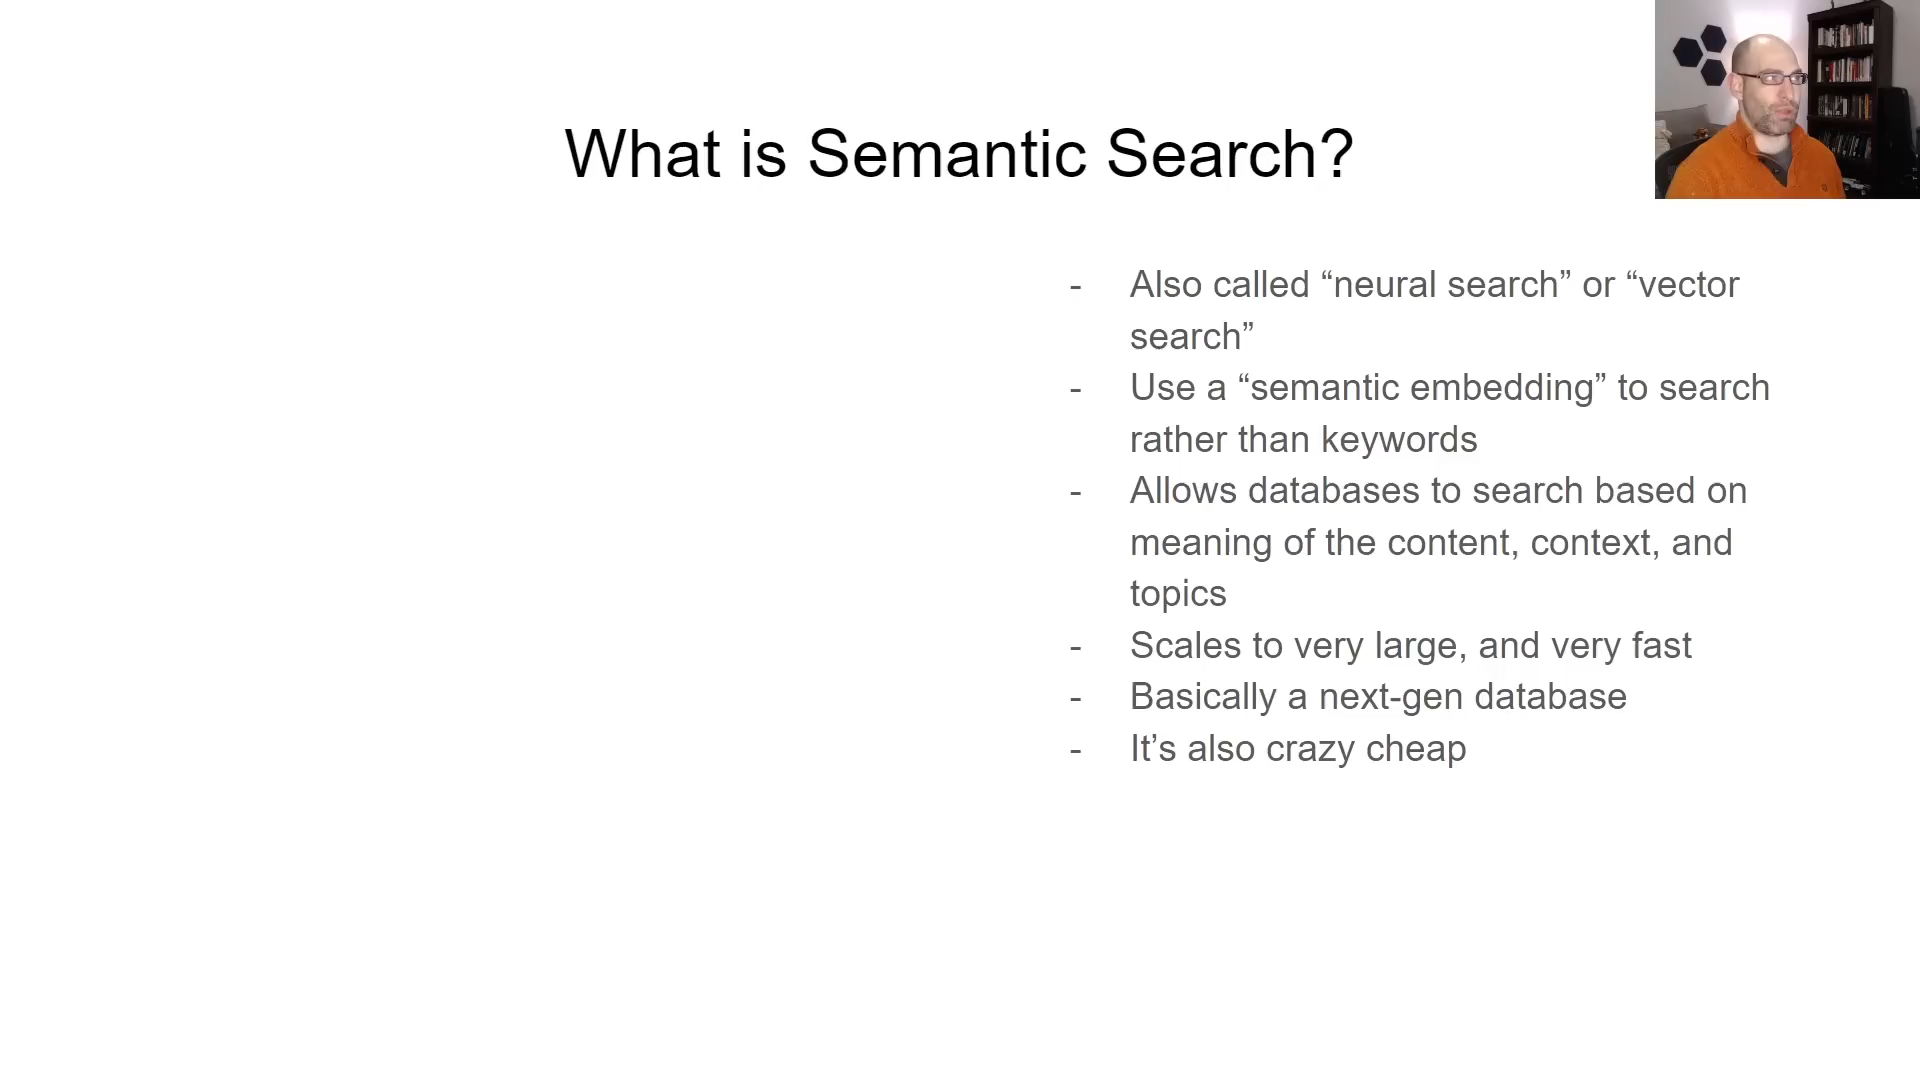 What is Semantic Search?
- Also called “neural search” or “vector
search”
- Use a “semantic embedding” to search
rather than keywords
- Allows databases to search based on
meaning of the content, context, and
topics
- Scales to very large, and very fast
- Basically a next-gen database
- It’s also crazy cheap